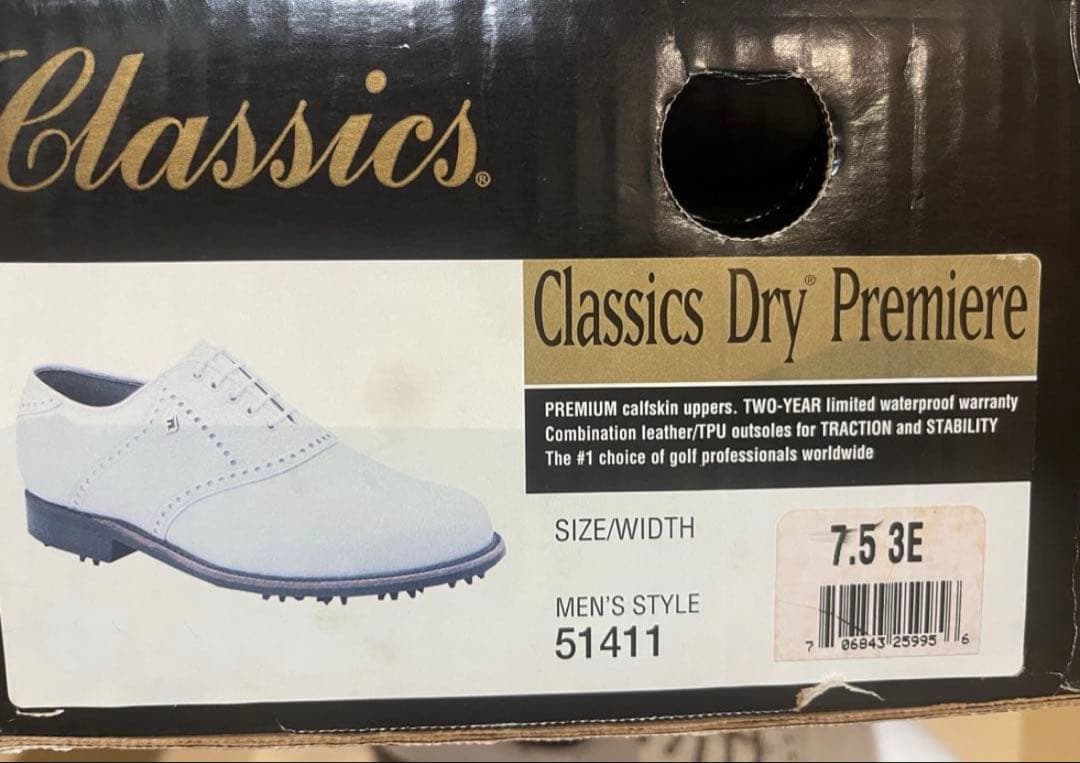 Classics®
Classics Dry® Premiere
PREMIUM calfskin uppers. TWO-YEAR limited waterproof warranty
Combination leather/TPU outsoles for TRACTION and STABILITY
The #1 choice of golf professionals worldwide
SIZE/WIDTH
7.5 3E
MEN'S STYLE
51411
7 06843 25995 6
FJ